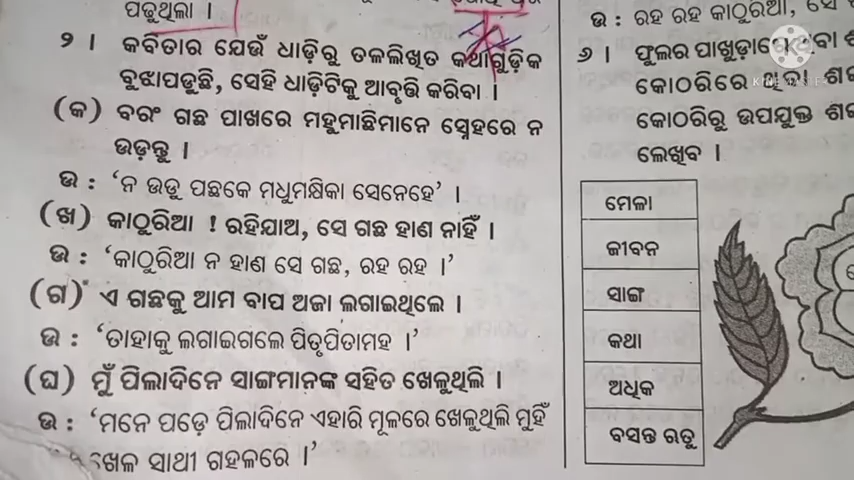 ପଢୁଥିଲା ।
୨ । କବିତାର ଯେଉଁ ଧାଡ଼ିରୁ ତଳଲିଖିତ କଥାଗୁଡ଼ିକ
ବୁଝାପଡୁଛି, ସେହି ଧାଡ଼ିଟିକୁ ଆବୃତ୍ତି କରିବା ।
(କ) ବରଂ ଗଛ ପାଖରେ ମହୁମାଛିମାନେ ସ୍ନେହରେ ନ
ଉଡ଼ନ୍ତୁ ।
ଉ : ‘ନ ଉଡୁ ପଛକେ ମଧୁମକ୍ଷିକା ସେନେହେ’ ।
(ଖ) କାଠୁରିଆ ! ରହିଯାଅ, ସେ ଗଛ ହାଣ ନାହିଁ ।
ଉ : ‘କାଠୁରିଆ ନ ହାଣ ସେ ଗଛ, ରହ ରହ ।’
(ଗ) ଏ ଗଛକୁ ଆମ ବାପ ଅଜା ଲଗାଇଥିଲେ ।
ଉ : ‘ତାହାକୁ ଲଗାଇଗଲେ ପିତୃପିତାମହ ।’
(ଘ) ମୁଁ ପିଲାଦିନେ ସାଙ୍ଗମାନଙ୍କ ସହିତ ଖେଳୁଥିଲି ।
ଉ : ‘ମନେ ପଡ଼େ ପିଲାଦିନେ ଏହାରି ମୂଳରେ ଖେଳୁଥିଲି ମୁହିଁ
ଖେଳ ସାଥୀ ଗହଳରେ ।’
ଉ : ରହ ରହ କାଠୁରିଆ, ସେ
୬ । ଫୁଲର ପାଖୁଡ଼ାରେ ଥିବା
କୋଠରିରେ ଥିବା
କୋଠରିରୁ ଉପଯୁକ୍ତ
ଲେଖିବ ।
ମେଳା
ଜୀବନ
ସାଙ୍ଗ
କଥା
ଅଧିକ
ବସନ୍ତ ଋତୁ